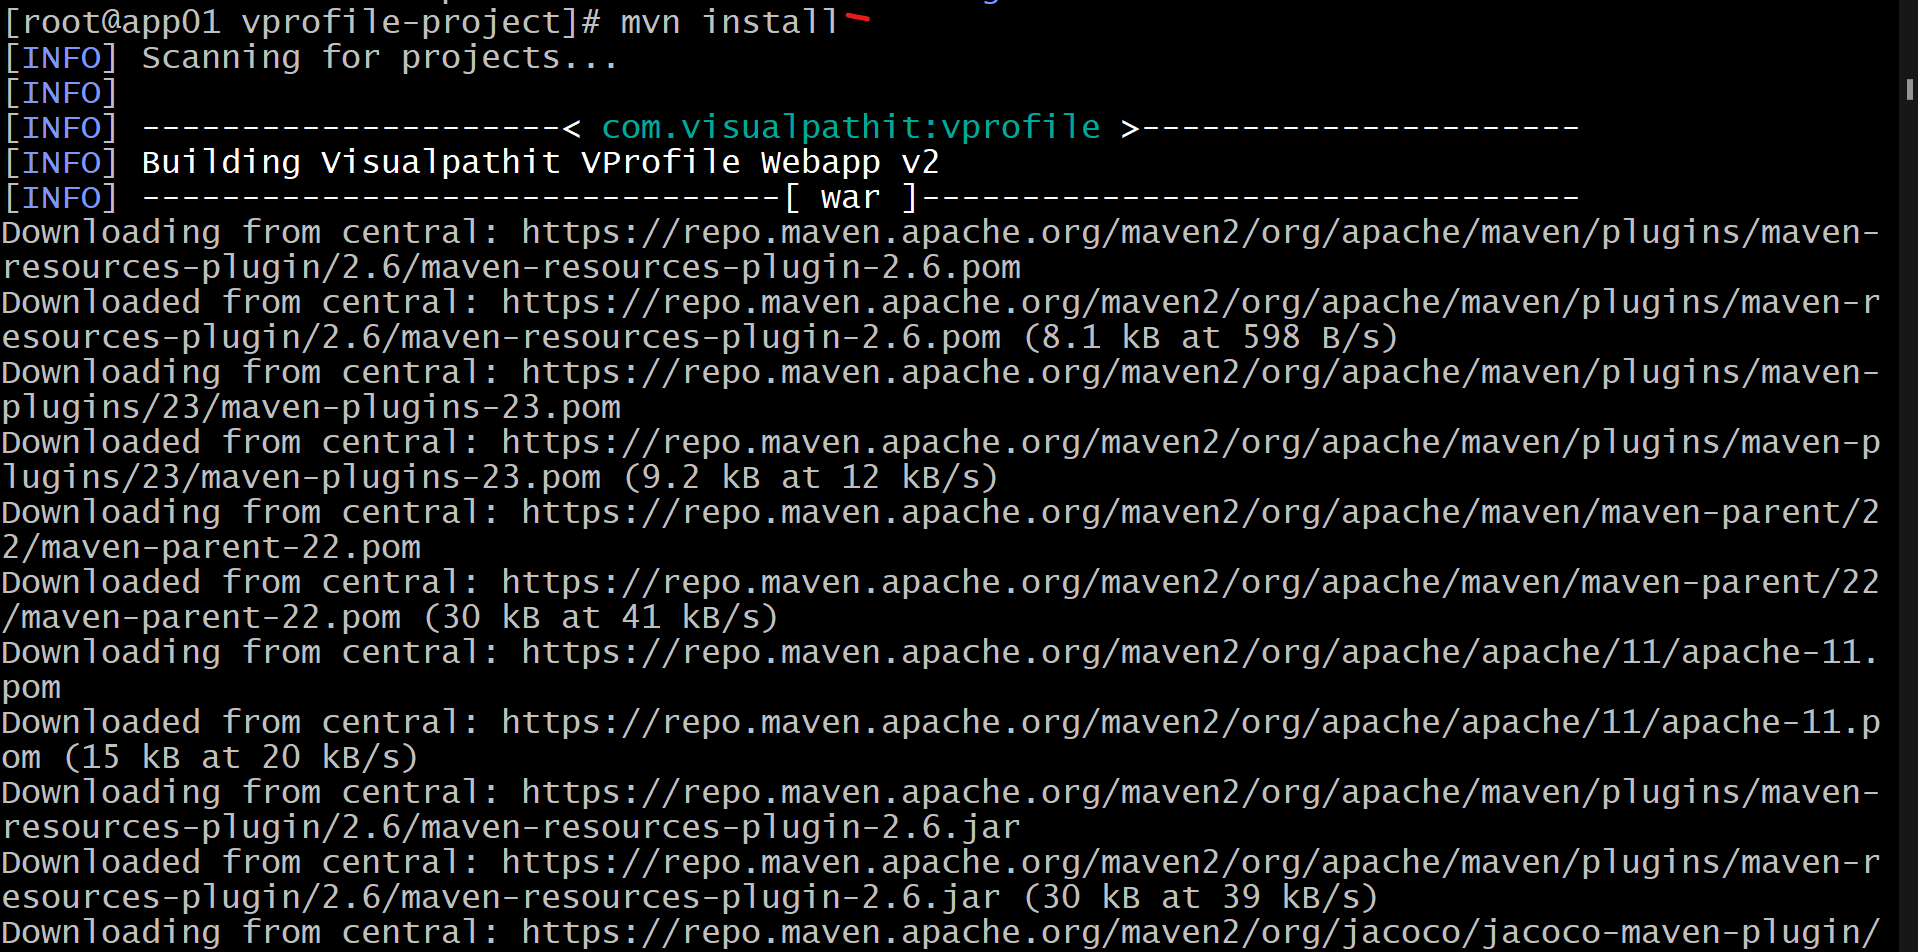 [root@app01 vprofile-project]# mvn install
[INFO] Scanning for projects...
[INFO]
[INFO] ---------------------< com.visualpathit:vprofile >----------------------
[INFO] Building Visualpathit VProfile Webapp v2
[INFO] --------------------------------[ war ]---------------------------------
Downloading from central: https://repo.maven.apache.org/maven2/org/apache/maven/plugins/maven-
resources-plugin/2.6/maven-resources-plugin-2.6.pom
Downloaded from central: https://repo.maven.apache.org/maven2/org/apache/maven/plugins/maven-r
esources-plugin/2.6/maven-resources-plugin-2.6.pom (8.1 kB at 598 B/s)
Downloading from central: https://repo.maven.apache.org/maven2/org/apache/maven/plugins/maven-
plugins/23/maven-plugins-23.pom
Downloaded from central: https://repo.maven.apache.org/maven2/org/apache/maven/plugins/maven-p
lugins/23/maven-plugins-23.pom (9.2 kB at 12 kB/s)
Downloading from central: https://repo.maven.apache.org/maven2/org/apache/maven/maven-parent/2
2/maven-parent-22.pom
Downloaded from central: https://repo.maven.apache.org/maven2/org/apache/maven/maven-parent/22
/maven-parent-22.pom (30 kB at 41 kB/s)
Downloading from central: https://repo.maven.apache.org/maven2/org/apache/apache/11/apache-11.
pom
Downloaded from central: https://repo.maven.apache.org/maven2/org/apache/apache/11/apache-11.p
om (15 kB at 20 kB/s)
Downloading from central: https://repo.maven.apache.org/maven2/org/apache/maven/plugins/maven-
resources-plugin/2.6/maven-resources-plugin-2.6.jar
Downloaded from central: https://repo.maven.apache.org/maven2/org/apache/maven/plugins/maven-r
esources-plugin/2.6/maven-resources-plugin-2.6.jar (30 kB at 39 kB/s)
Downloading from central: https://repo.maven.apache.org/maven2/org/jacoco/jacoco-maven-plugin/